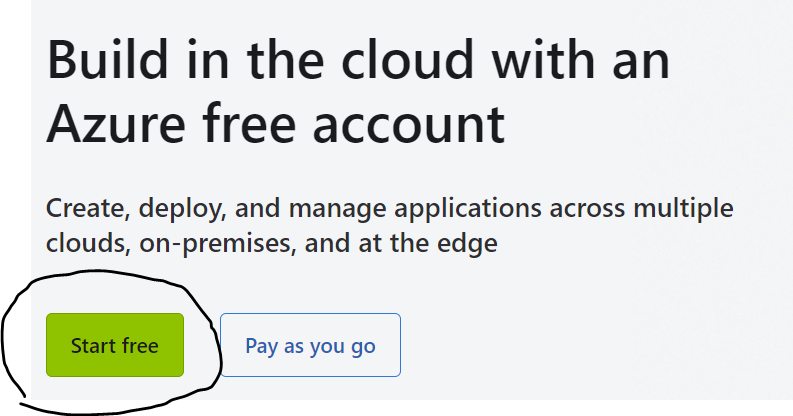 Build in the cloud with an
Azure free account
Create, deploy, and manage applications across multiple
clouds, on-premises, and at the edge
Start free
Pay as you go